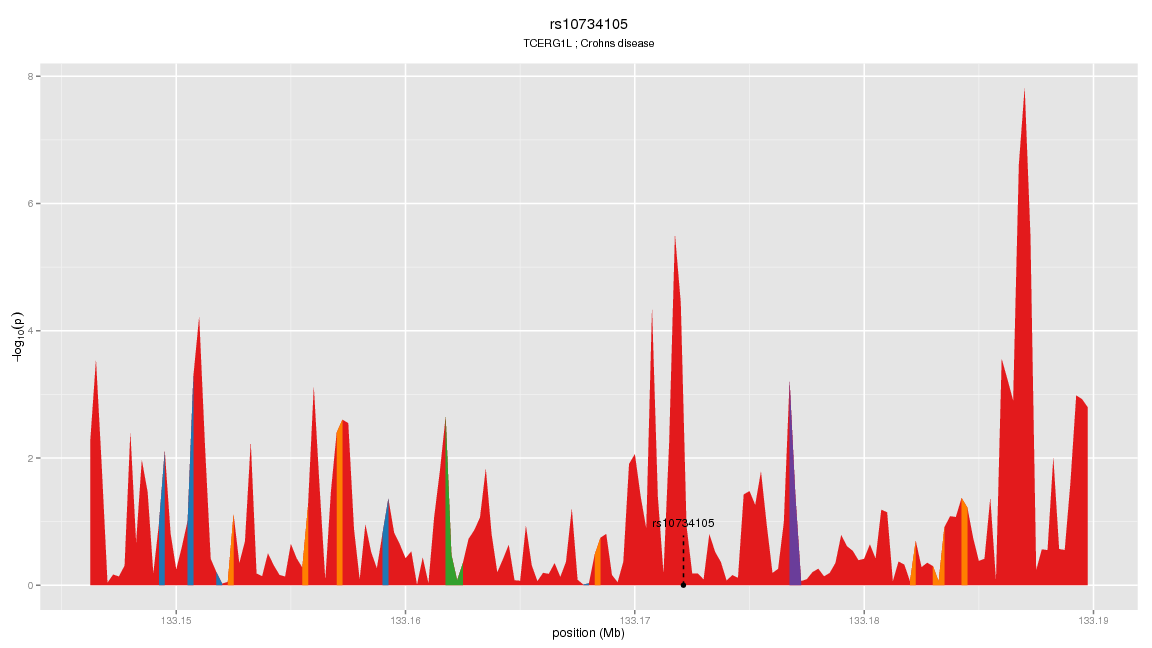 rs10734105
TCERG1L ; Crohns disease
8
6
4
2
0
−log10(p)
rs10734105
133.15 133.16 133.17 133.18 133.19
position (Mb)